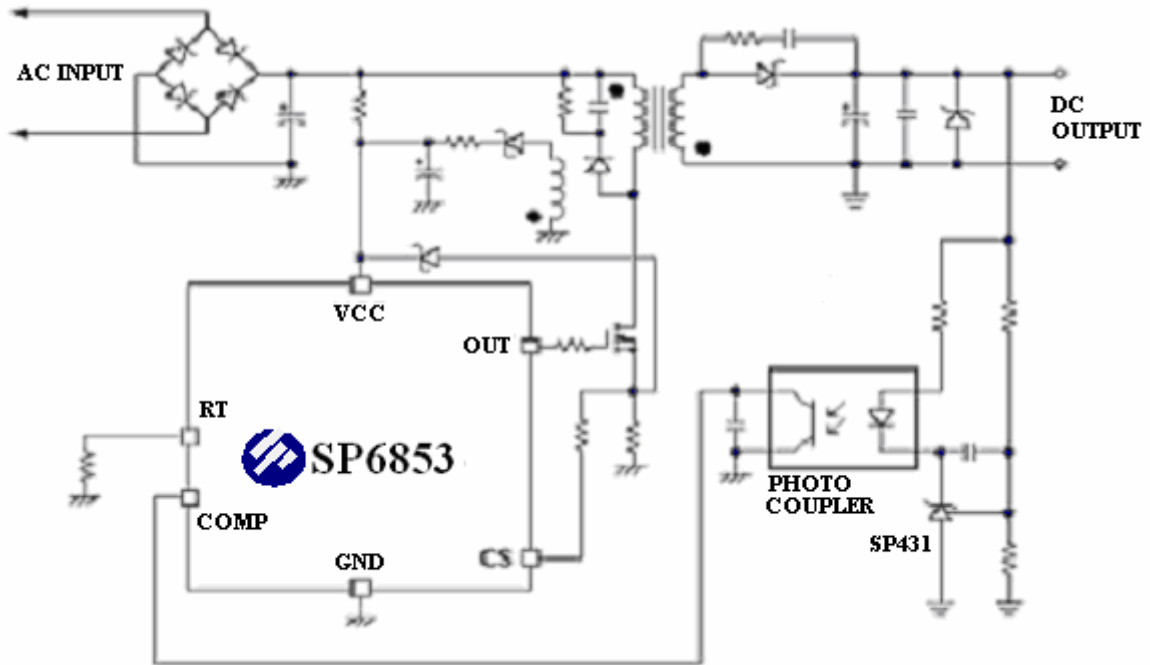 AC INPUT
DC
OUTPUT
VCC
OUT
RT
SP6853
COMP
GND
CS
PHOTO
COUPLER
SP431